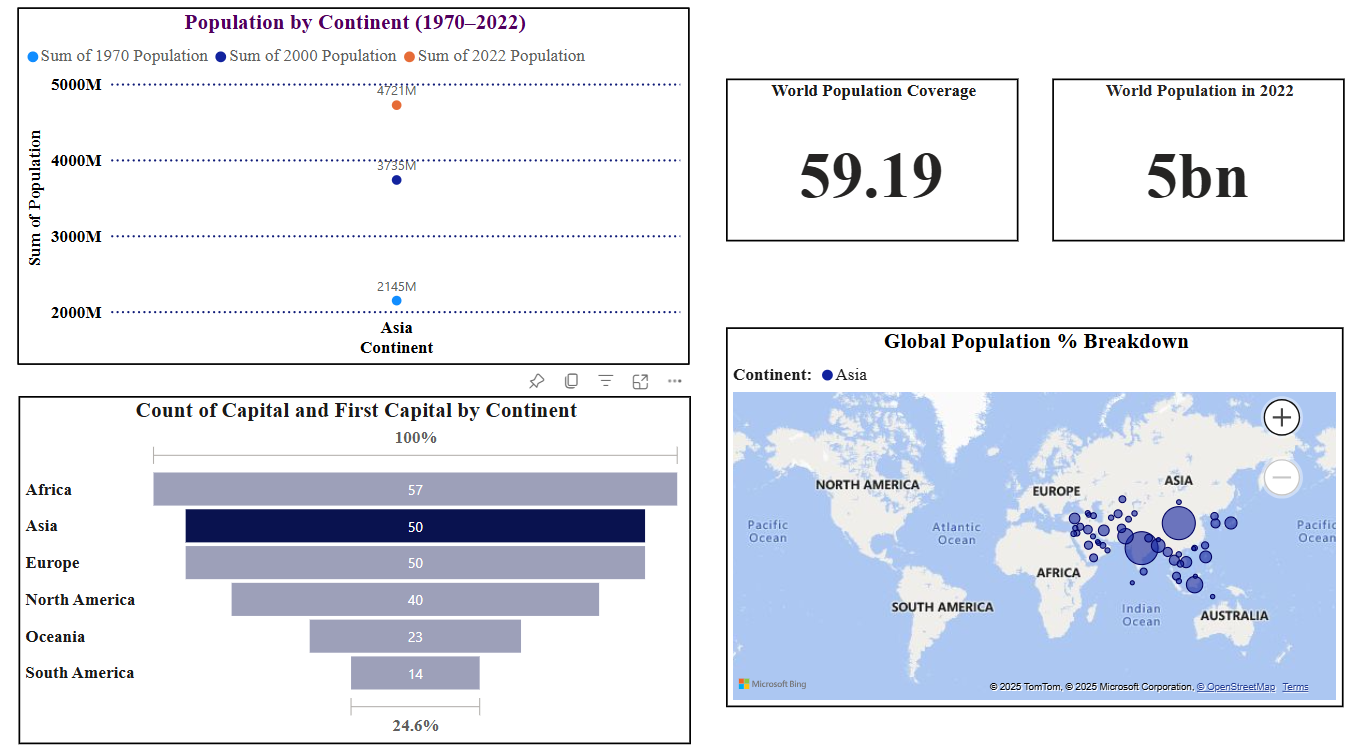 Population by Continent (1970–2022)
Sum of 1970 Population Sum of 2000 Population Sum of 2022 Population
Sum of Population
5000M
4721M
4000M
3735M
3000M
2145M
2000M
Asia
Continent
World Population Coverage
59.19
World Population in 2022
5bn
Count of Capital and First Capital by Continent
100%
Africa 57
Asia 50
Europe 50
North America 40
Oceania 23
South America 14
24.6%
Global Population % Breakdown
Continent: Asia
NORTH AMERICA
EUROPE
ASIA
Pacific
Ocean
Atlantic
Ocean
Pacific
Ocean
AFRICA
SOUTH AMERICA
Indian
Ocean
AUSTRALIA
Microsoft Bing
© 2025 TomTom, © 2025 Microsoft Corporation, © OpenStreetMap Terms